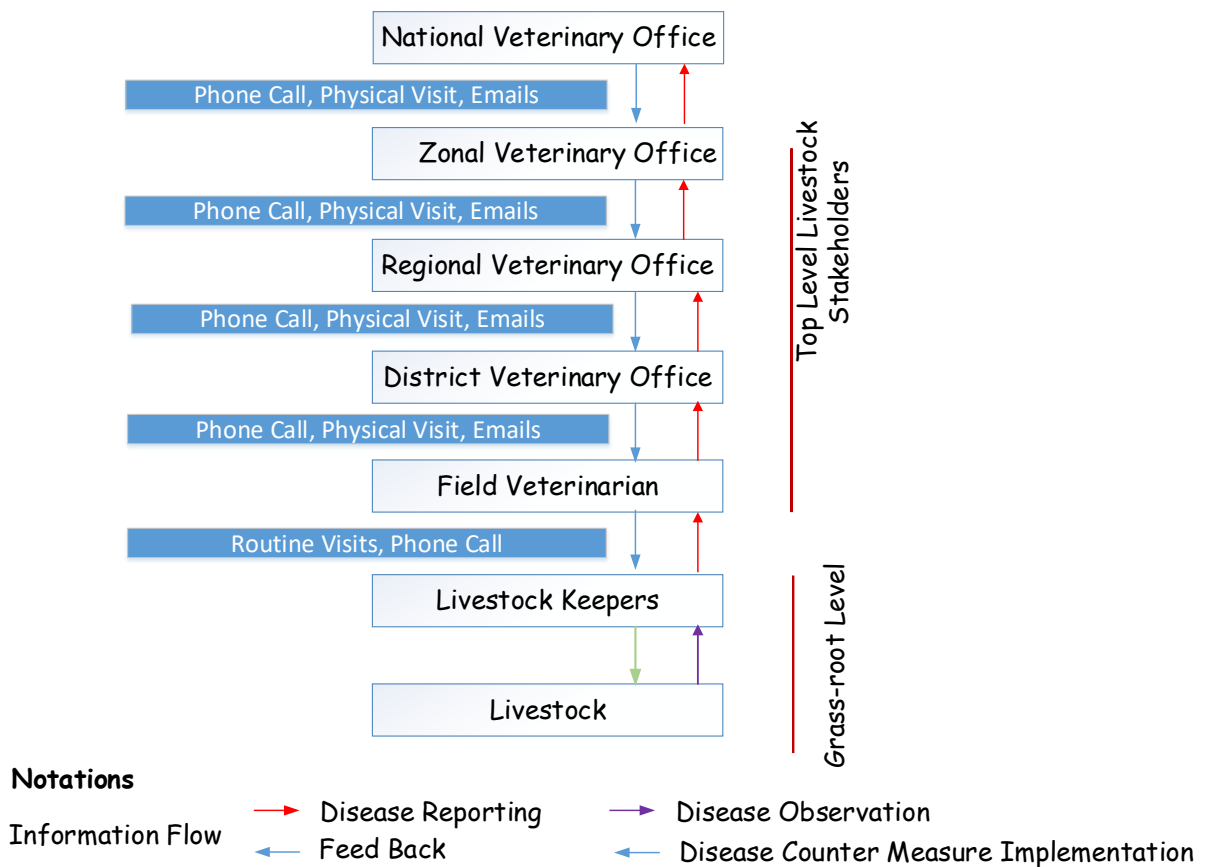 National Veterinary Office
Phone Call, Physical Visit, Emails
Zonal Veterinary Office
Phone Call, Physical Visit, Emails
Regional Veterinary Office
Phone Call, Physical Visit, Emails
District Veterinary Office
Phone Call, Physical Visit, Emails
Field Veterinarian
Routine Visits, Phone Call
Livestock Keepers
Livestock
Top Level Livestock
Stakeholders
Grass-root Level
Notations
Information Flow
Disease Reporting
Disease Observation
Feed Back
Disease Counter Measure Implementation